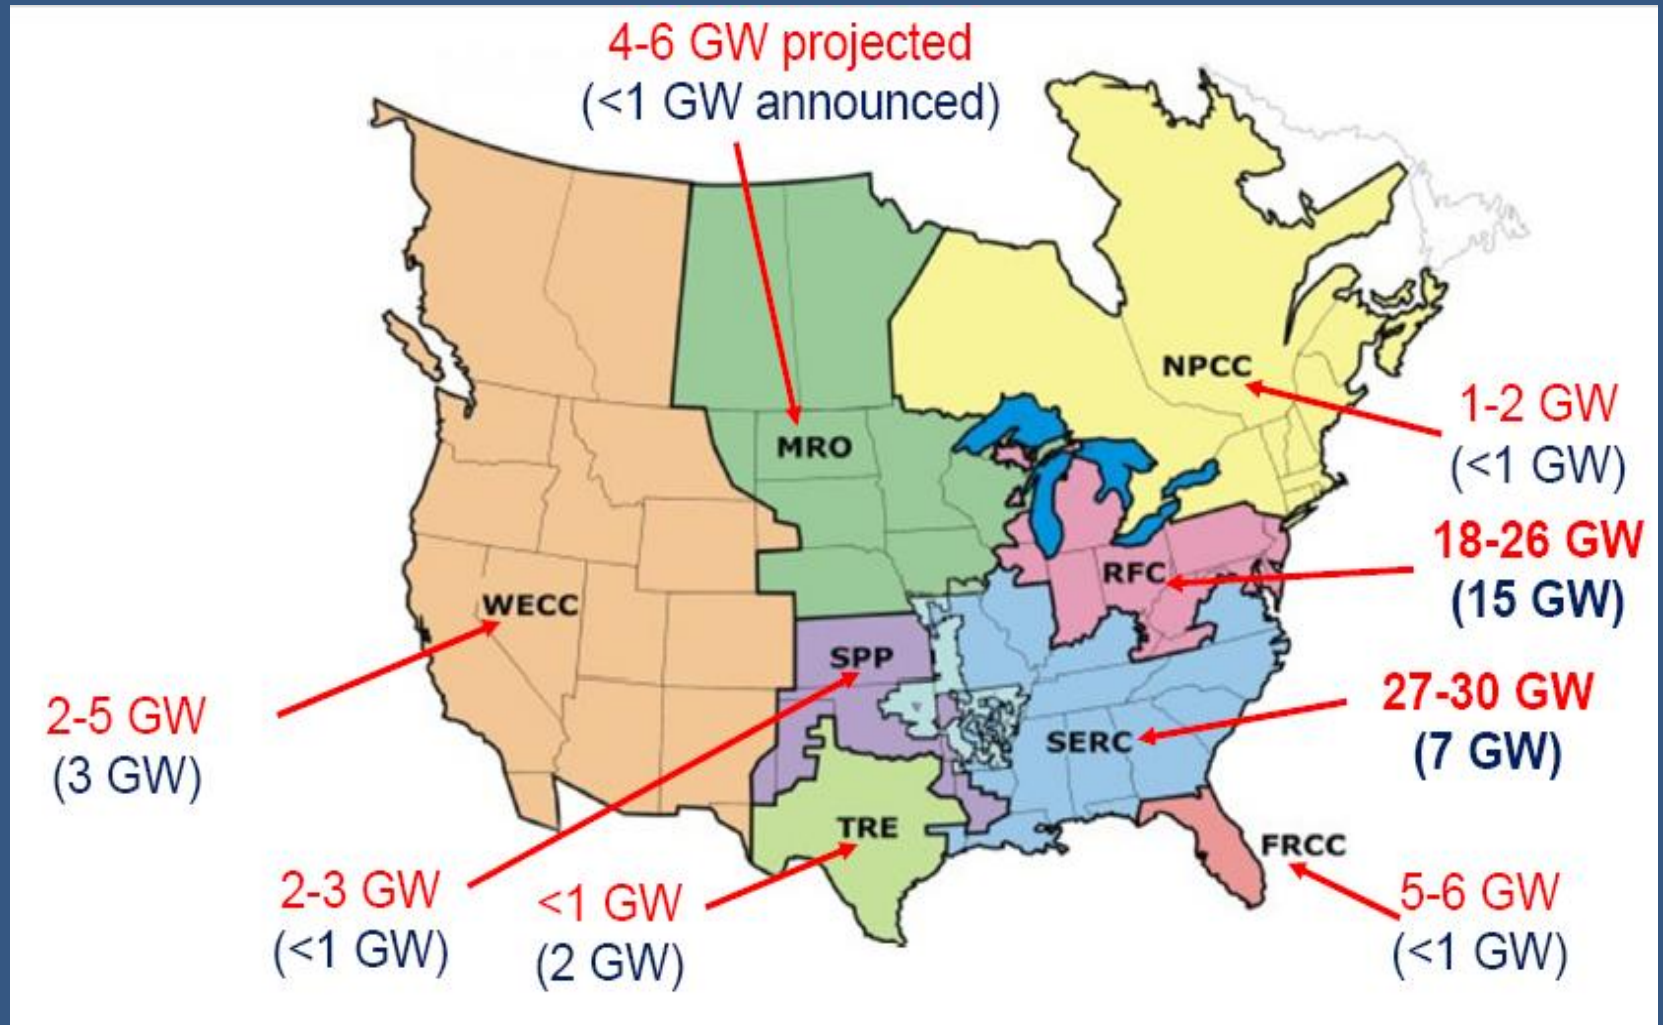 4-6 GW projected
(<1 GW announced)
NPCC
1-2 GW
(<1 GW)
MRO
18-26 GW
(15 GW)
RFC
WECC
SPP
27-30 GW
(7 GW)
SERC
2-5 GW
(3 GW)
TRE
FRCC
2-3 GW
(<1 GW)
<1 GW
(2 GW)
5-6 GW
(<1 GW)